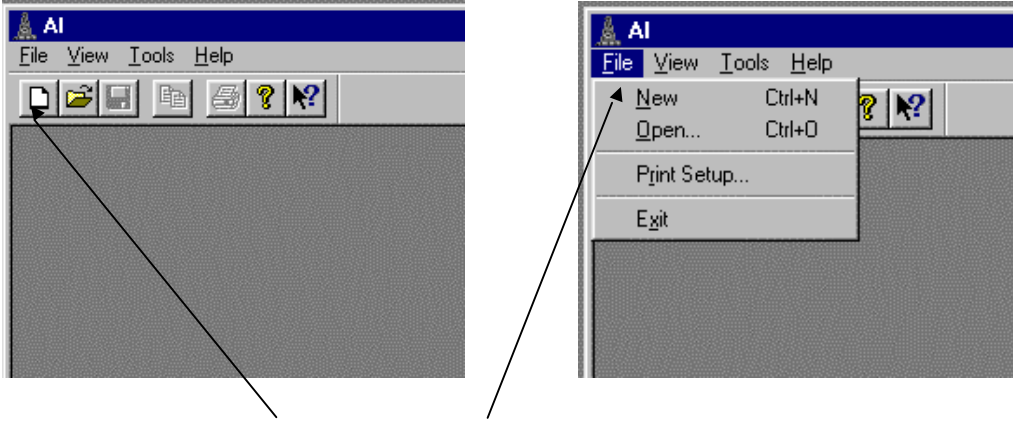 AI
File View Tools Help
? ?
AI
File View Tools Help
New Ctrl+N
Open... Ctrl+O
? ?
Print Setup...
Exit